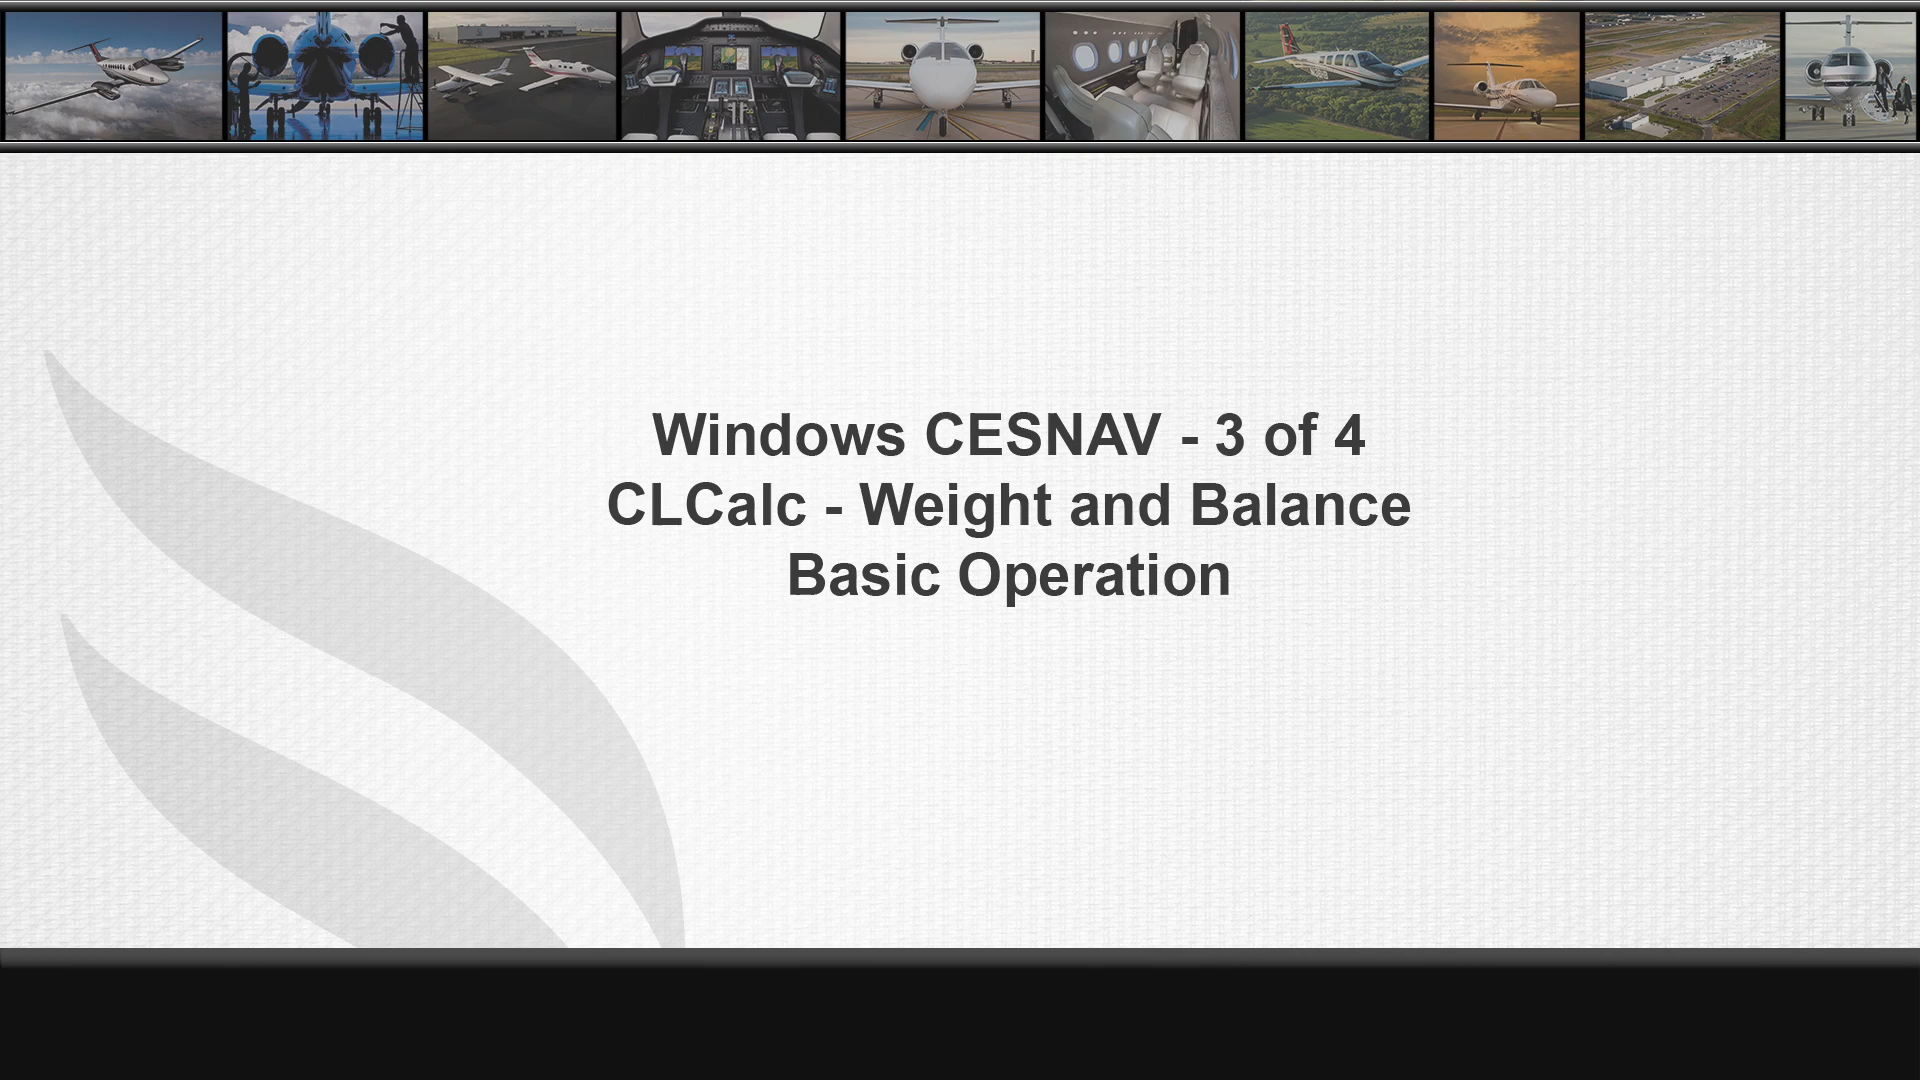 Windows CESNAV - 3 of 4
CLCalc - Weight and Balance
Basic Operation